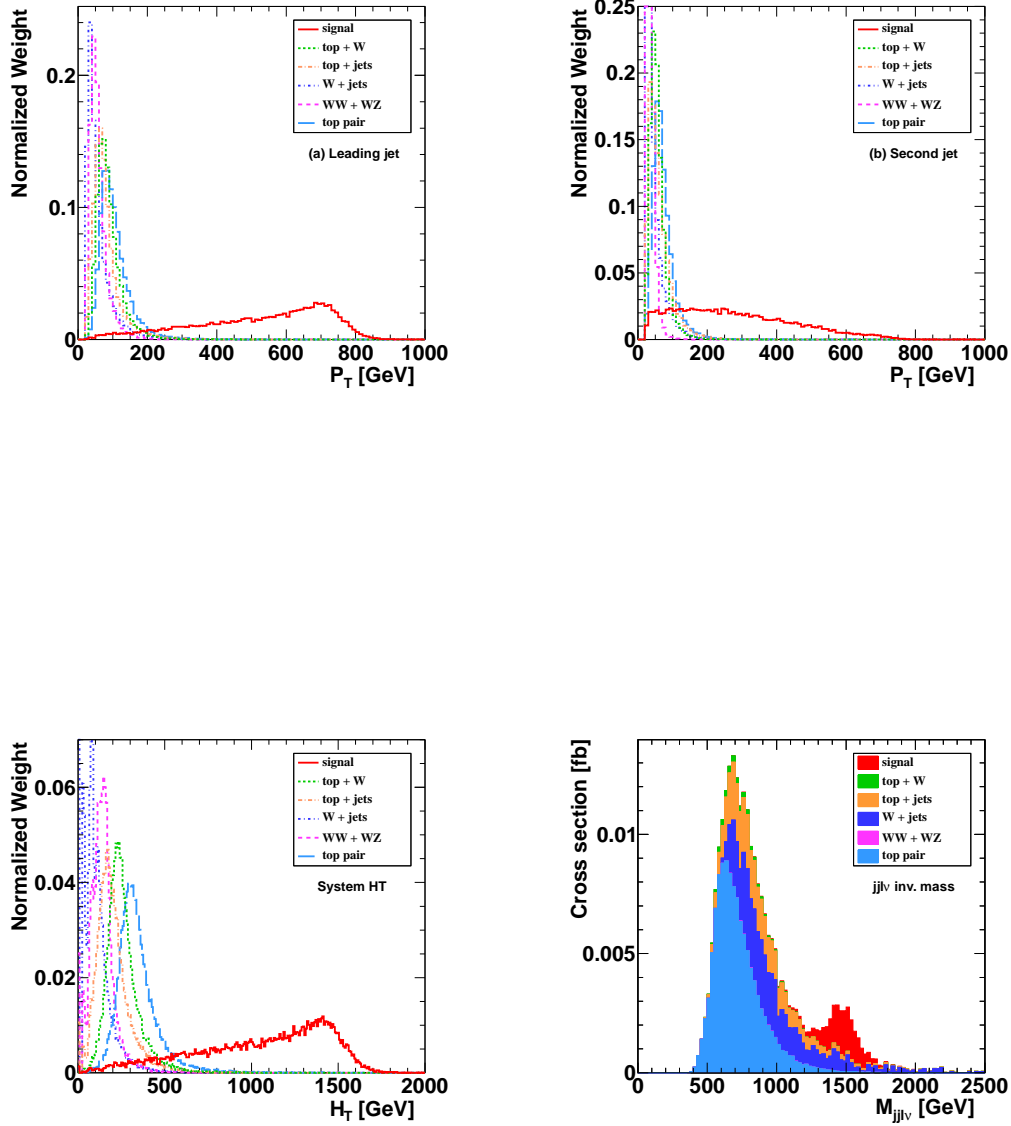 Normalized Weight
0.2
0.1
0
signal
top + W
top + jets
W + jets
WW + WZ
top pair
(a) Leading jet
0 200 400 600 800 1000
P_T [GeV]
Normalized Weight
0.25
0.2
0.15
0.1
0.05
0
signal
top + W
top + jets
W + jets
WW + WZ
top pair
(b) Second jet
0 200 400 600 800 1000
P_T [GeV]
Normalized Weight
0.06
0.04
0.02
0
signal
top + W
top + jets
W + jets
WW + WZ
top pair
System HT
0 500 1000 1500 2000
H_T [GeV]
Cross section [fb]
0.01
0.005
0
signal
top + W
top + jets
W + jets
WW + WZ
top pair
jjlν inv. mass
0 500 1000 1500 2000 2500
M_jjlν [GeV]